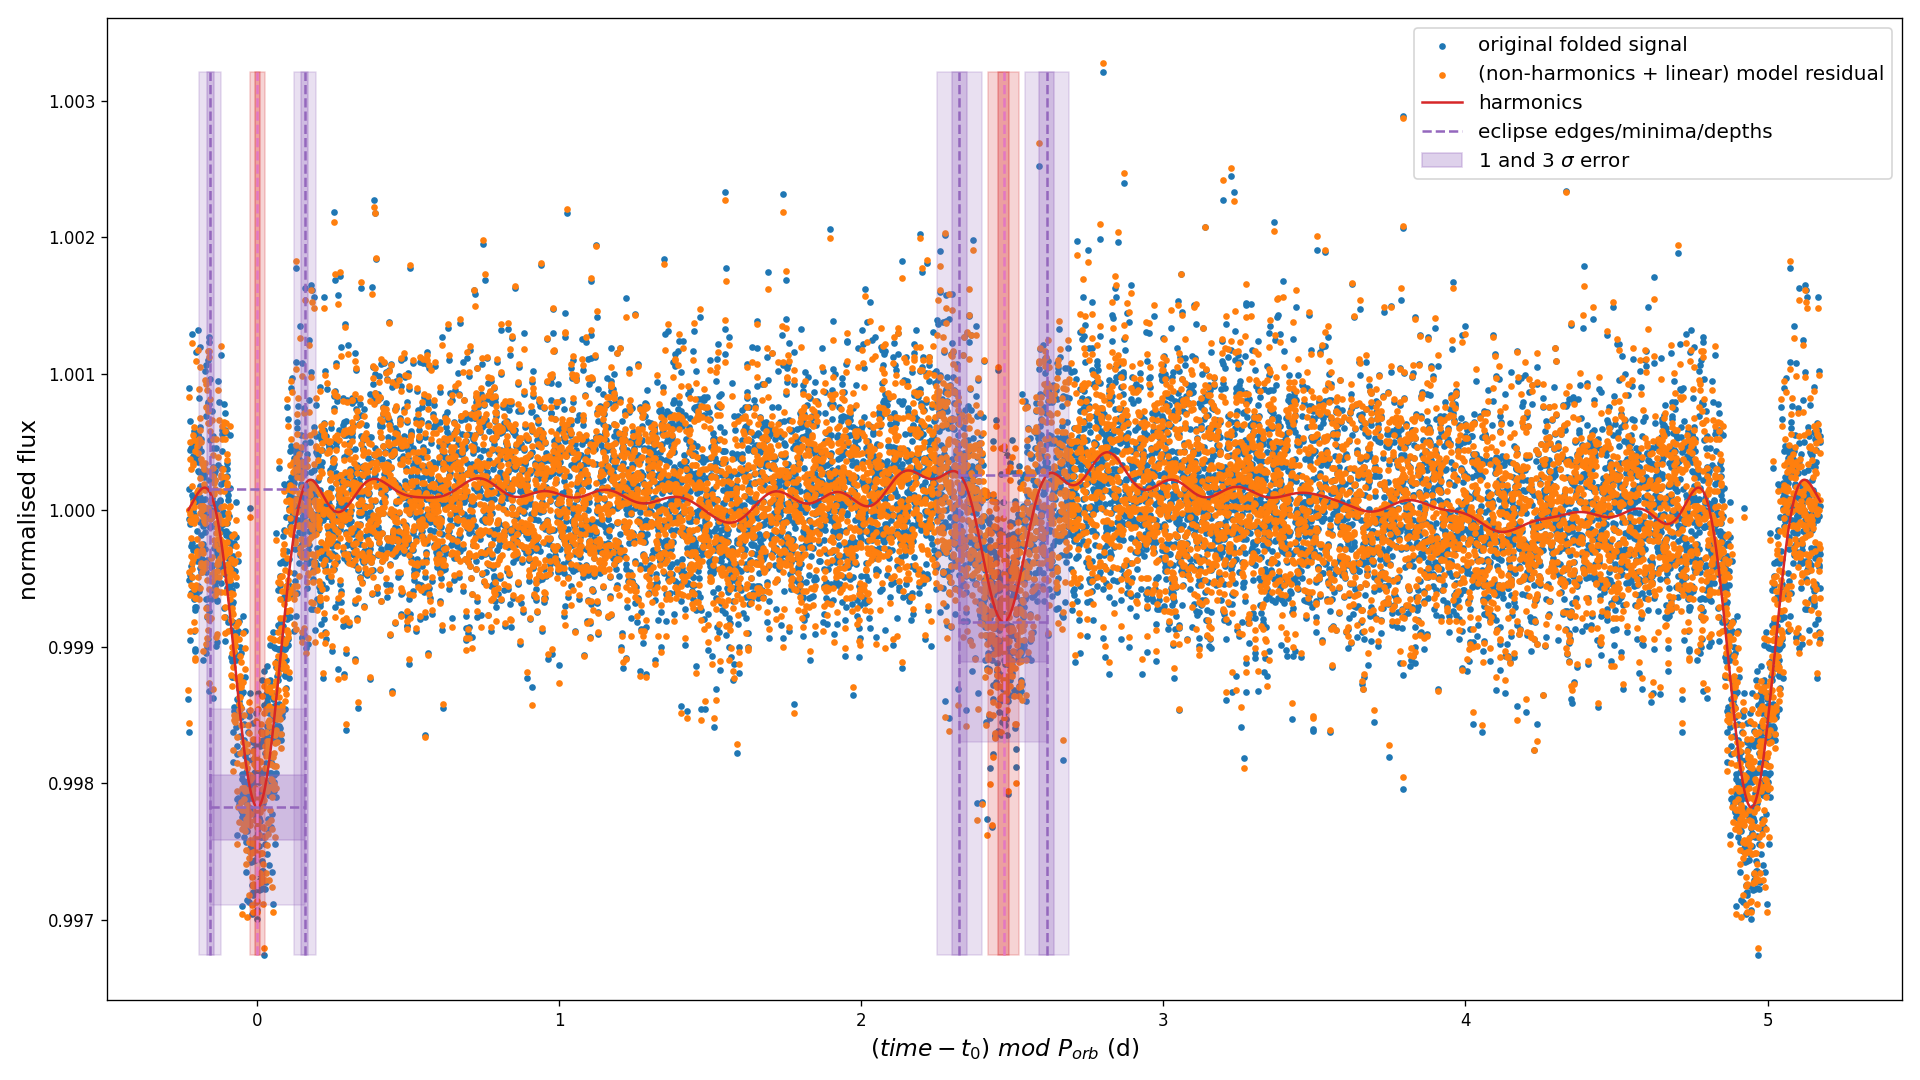 original folded signal
(non-harmonics + linear) model residual
harmonics
eclipse edges/minima/depths
1 and 3 σ error
normalised flux
1.003
1.002
1.001
1.000
0.999
0.998
0.997
0 1 2 3 4 5
(time − t₀) mod Pₒᵣb (d)